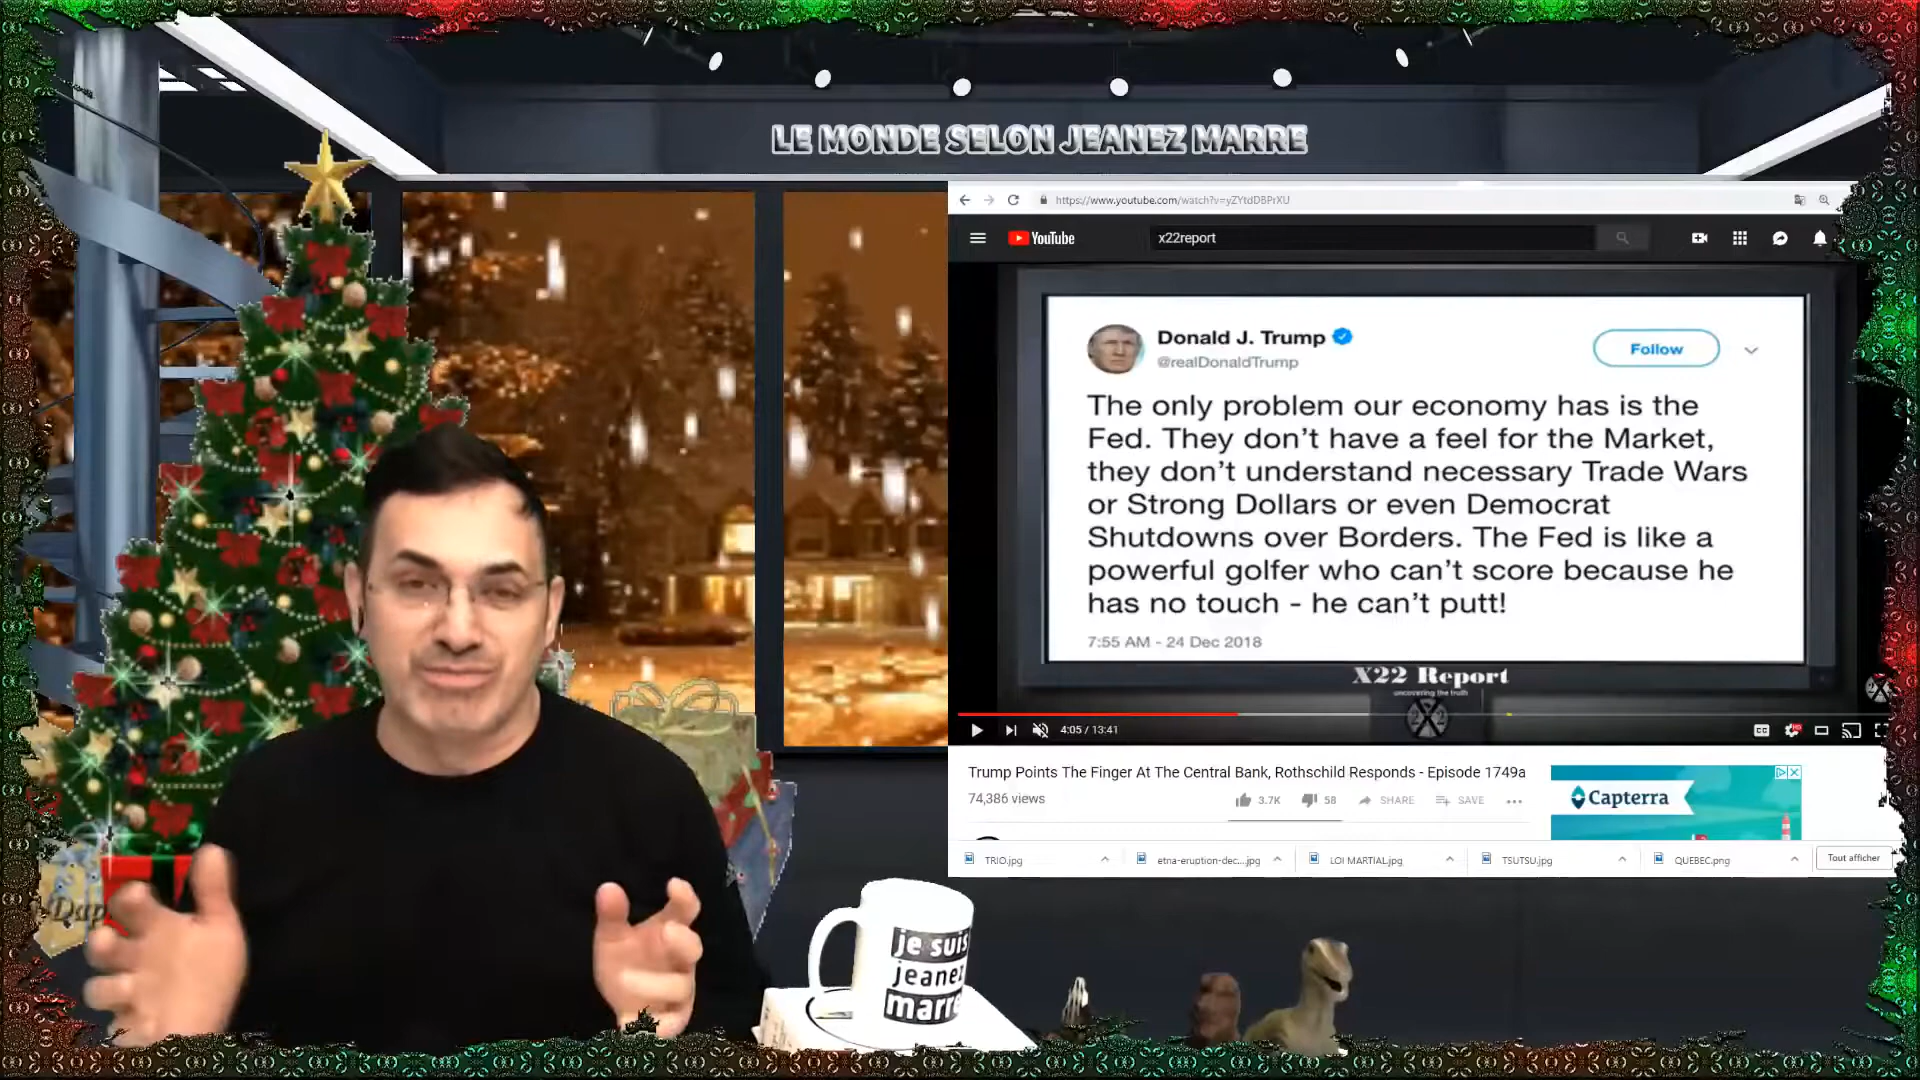 LE MONDE SELON JEANEZ MARRE
https://www.youtube.com/watch?v=yZYtdDBPrXU
YouTube
x22report
Donald J. Trump
@realDonaldTrump
Follow
The only problem our economy has is the
Fed. They don't have a feel for the Market,
they don't understand necessary Trade Wars
or Strong Dollars or even Democrat
Shutdowns over Borders. The Fed is like a
powerful golfer who can't score because he
has no touch - he can't putt!
7:55 AM - 24 Dec 2018
X22 Report
uncovering the truth
4:05 / 13:41
CC
HD
Trump Points The Finger At The Central Bank, Rothschild Responds - Episode 1749a
74,386 views
3.7K
58
SHARE
SAVE
Capterra
TRIO.jpg
etna-eruption-dec....jpg
LOI MARTIAL.jpg
TSUTSU.jpg
QUEBEC.png
Tout afficher
je suis
jeanez
marre